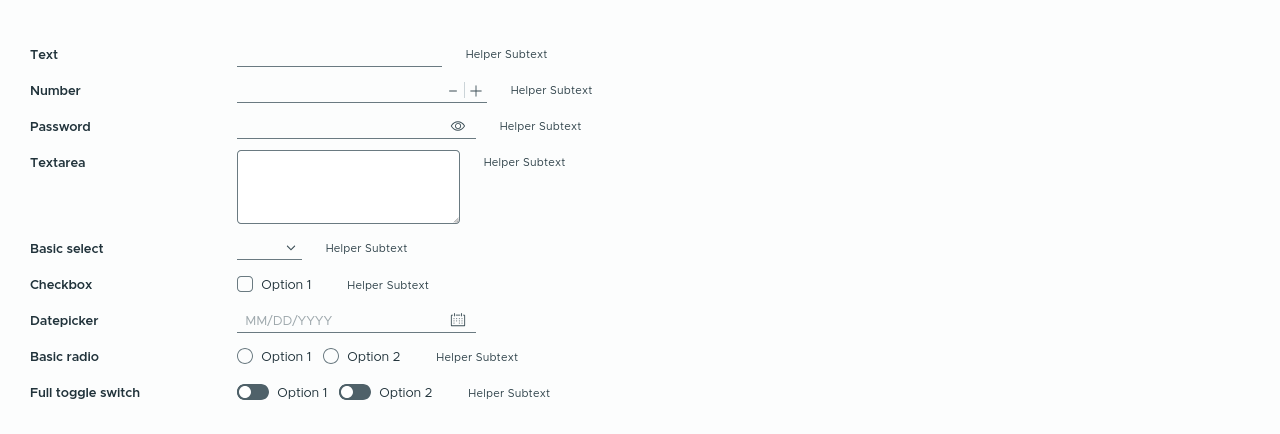 Text Helper Subtext
Number Helper Subtext
Password Helper Subtext
Textarea Helper Subtext
Basic select Helper Subtext
Checkbox Option 1 Helper Subtext
Datepicker MM/DD/YYYY
Basic radio Option 1 Option 2 Helper Subtext
Full toggle switch Option 1 Option 2 Helper Subtext